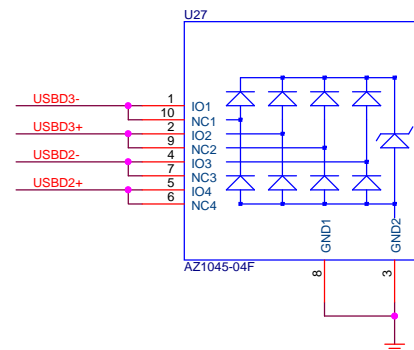 U27
USBD3- 1 IO1
10 NC1
USBD3+ 2 IO2
9 NC2
USBD2- 4 IO3
7 NC3
USBD2+ 5 IO4
6 NC4
GND1
GND2
AZ1045-04F
8
3